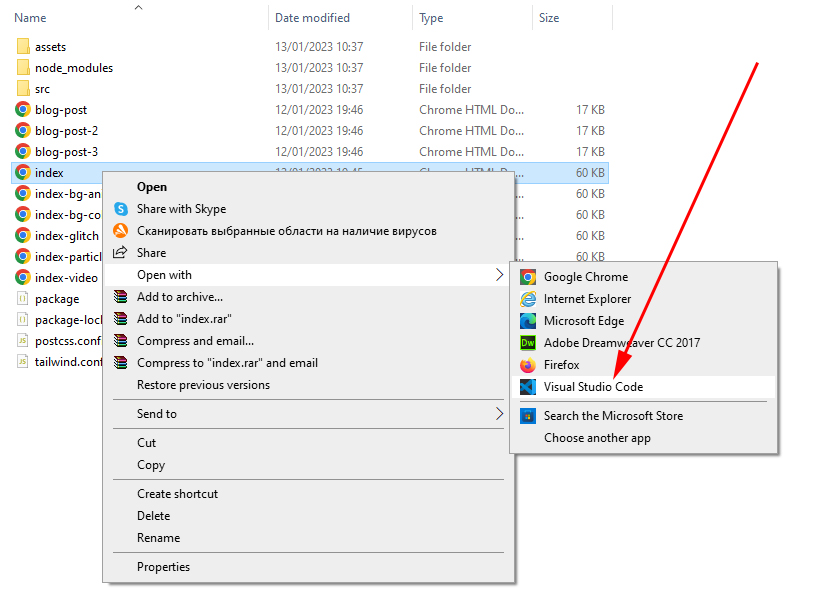 Name Date modified Type Size
assets 13/01/2023 10:37 File folder
node_modules 13/01/2023 10:37 File folder
src 13/01/2023 10:37 File folder
blog-post 12/01/2023 19:46 Chrome HTML Do... 17 KB
blog-post-2 12/01/2023 19:46 Chrome HTML Do... 17 KB
blog-post-3 12/01/2023 19:46 Chrome HTML Do... 17 KB
index 60 KB
index-bg-an 60 KB
index-bg-co 60 KB
index-glitch 60 KB
index-particl 60 KB
index-video
package
package-lock
postcss.conf
tailwind.conf
Open
Share with Skype
Сканировать выбранные области на наличие вирусов
Share
Open with
Add to archive...
Add to "index.rar"
Compress and email...
Compress to "index.rar" and email
Restore previous versions
Send to
Cut
Copy
Create shortcut
Delete
Rename
Properties
Google Chrome
Internet Explorer
Microsoft Edge
Dw Adobe Dreamweaver CC 2017
Firefox
Visual Studio Code
Search the Microsoft Store
Choose another app